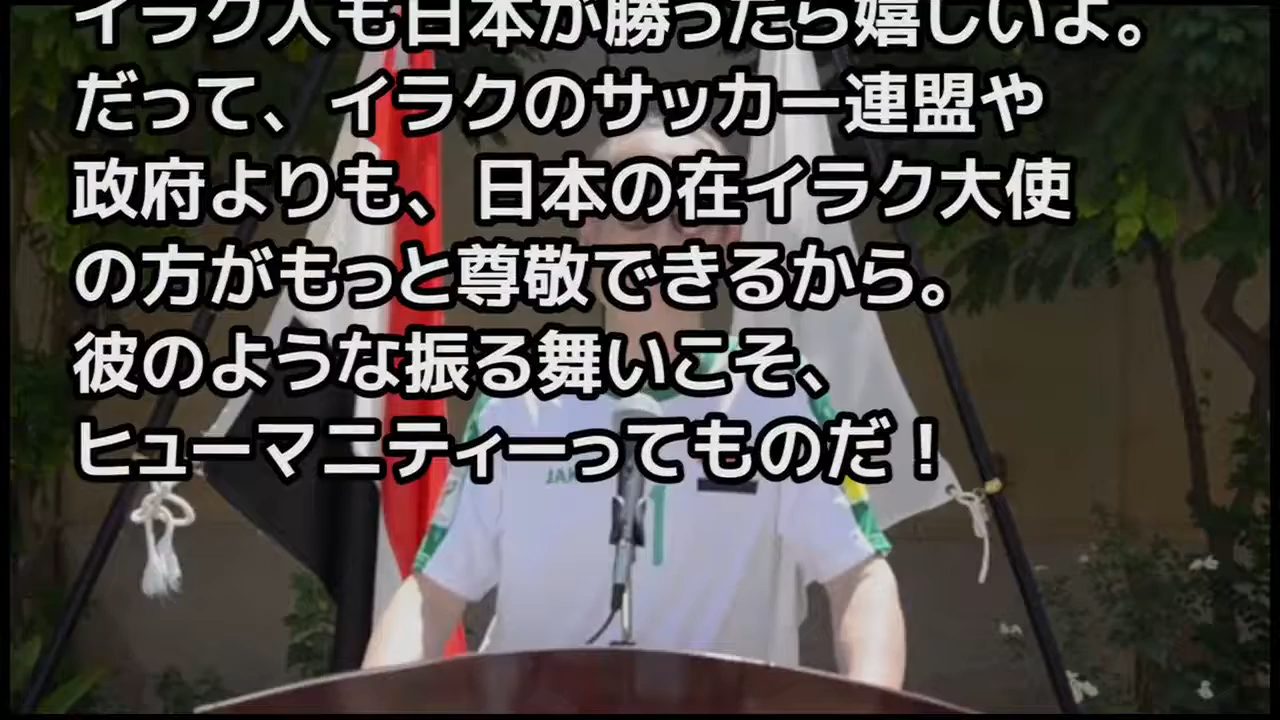 イラク人も日本が勝ったら嬉しいよ。
だって、イラクのサッカー連盟や
政府よりも、日本の在イラク大使
の方がもっと尊敬できるから。
彼のような振る舞いこそ、
ヒューマニティーってものだ！
1